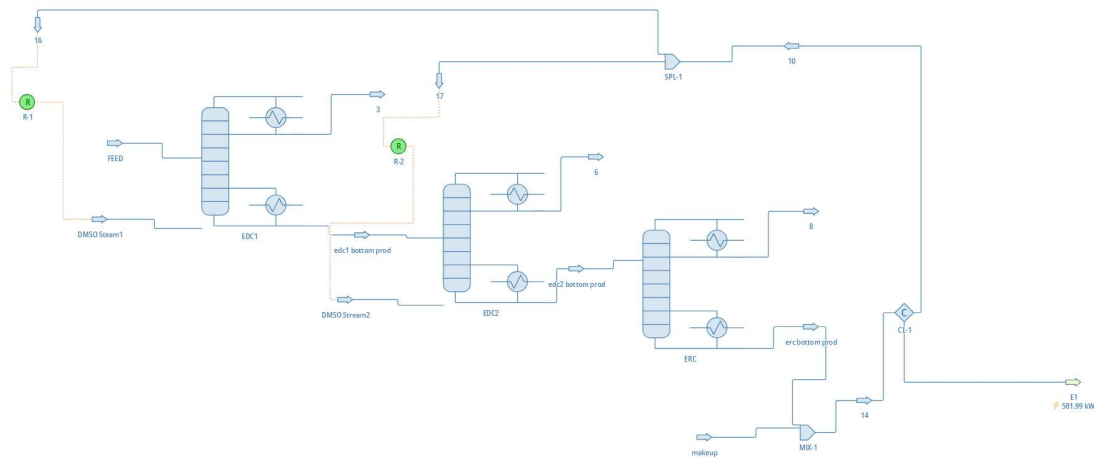 16
R
R-1
FEED
DMSO Steam1
EDC1
3
17
R
R-2
edc1 bottom prod
DMSO Stream2
EDC2
6
edc2 bottom prod
SPL-1
10
8
ERC
erc bottom prod
C
CL-1
E1
581.99 kW
14
makeup
MIX-1